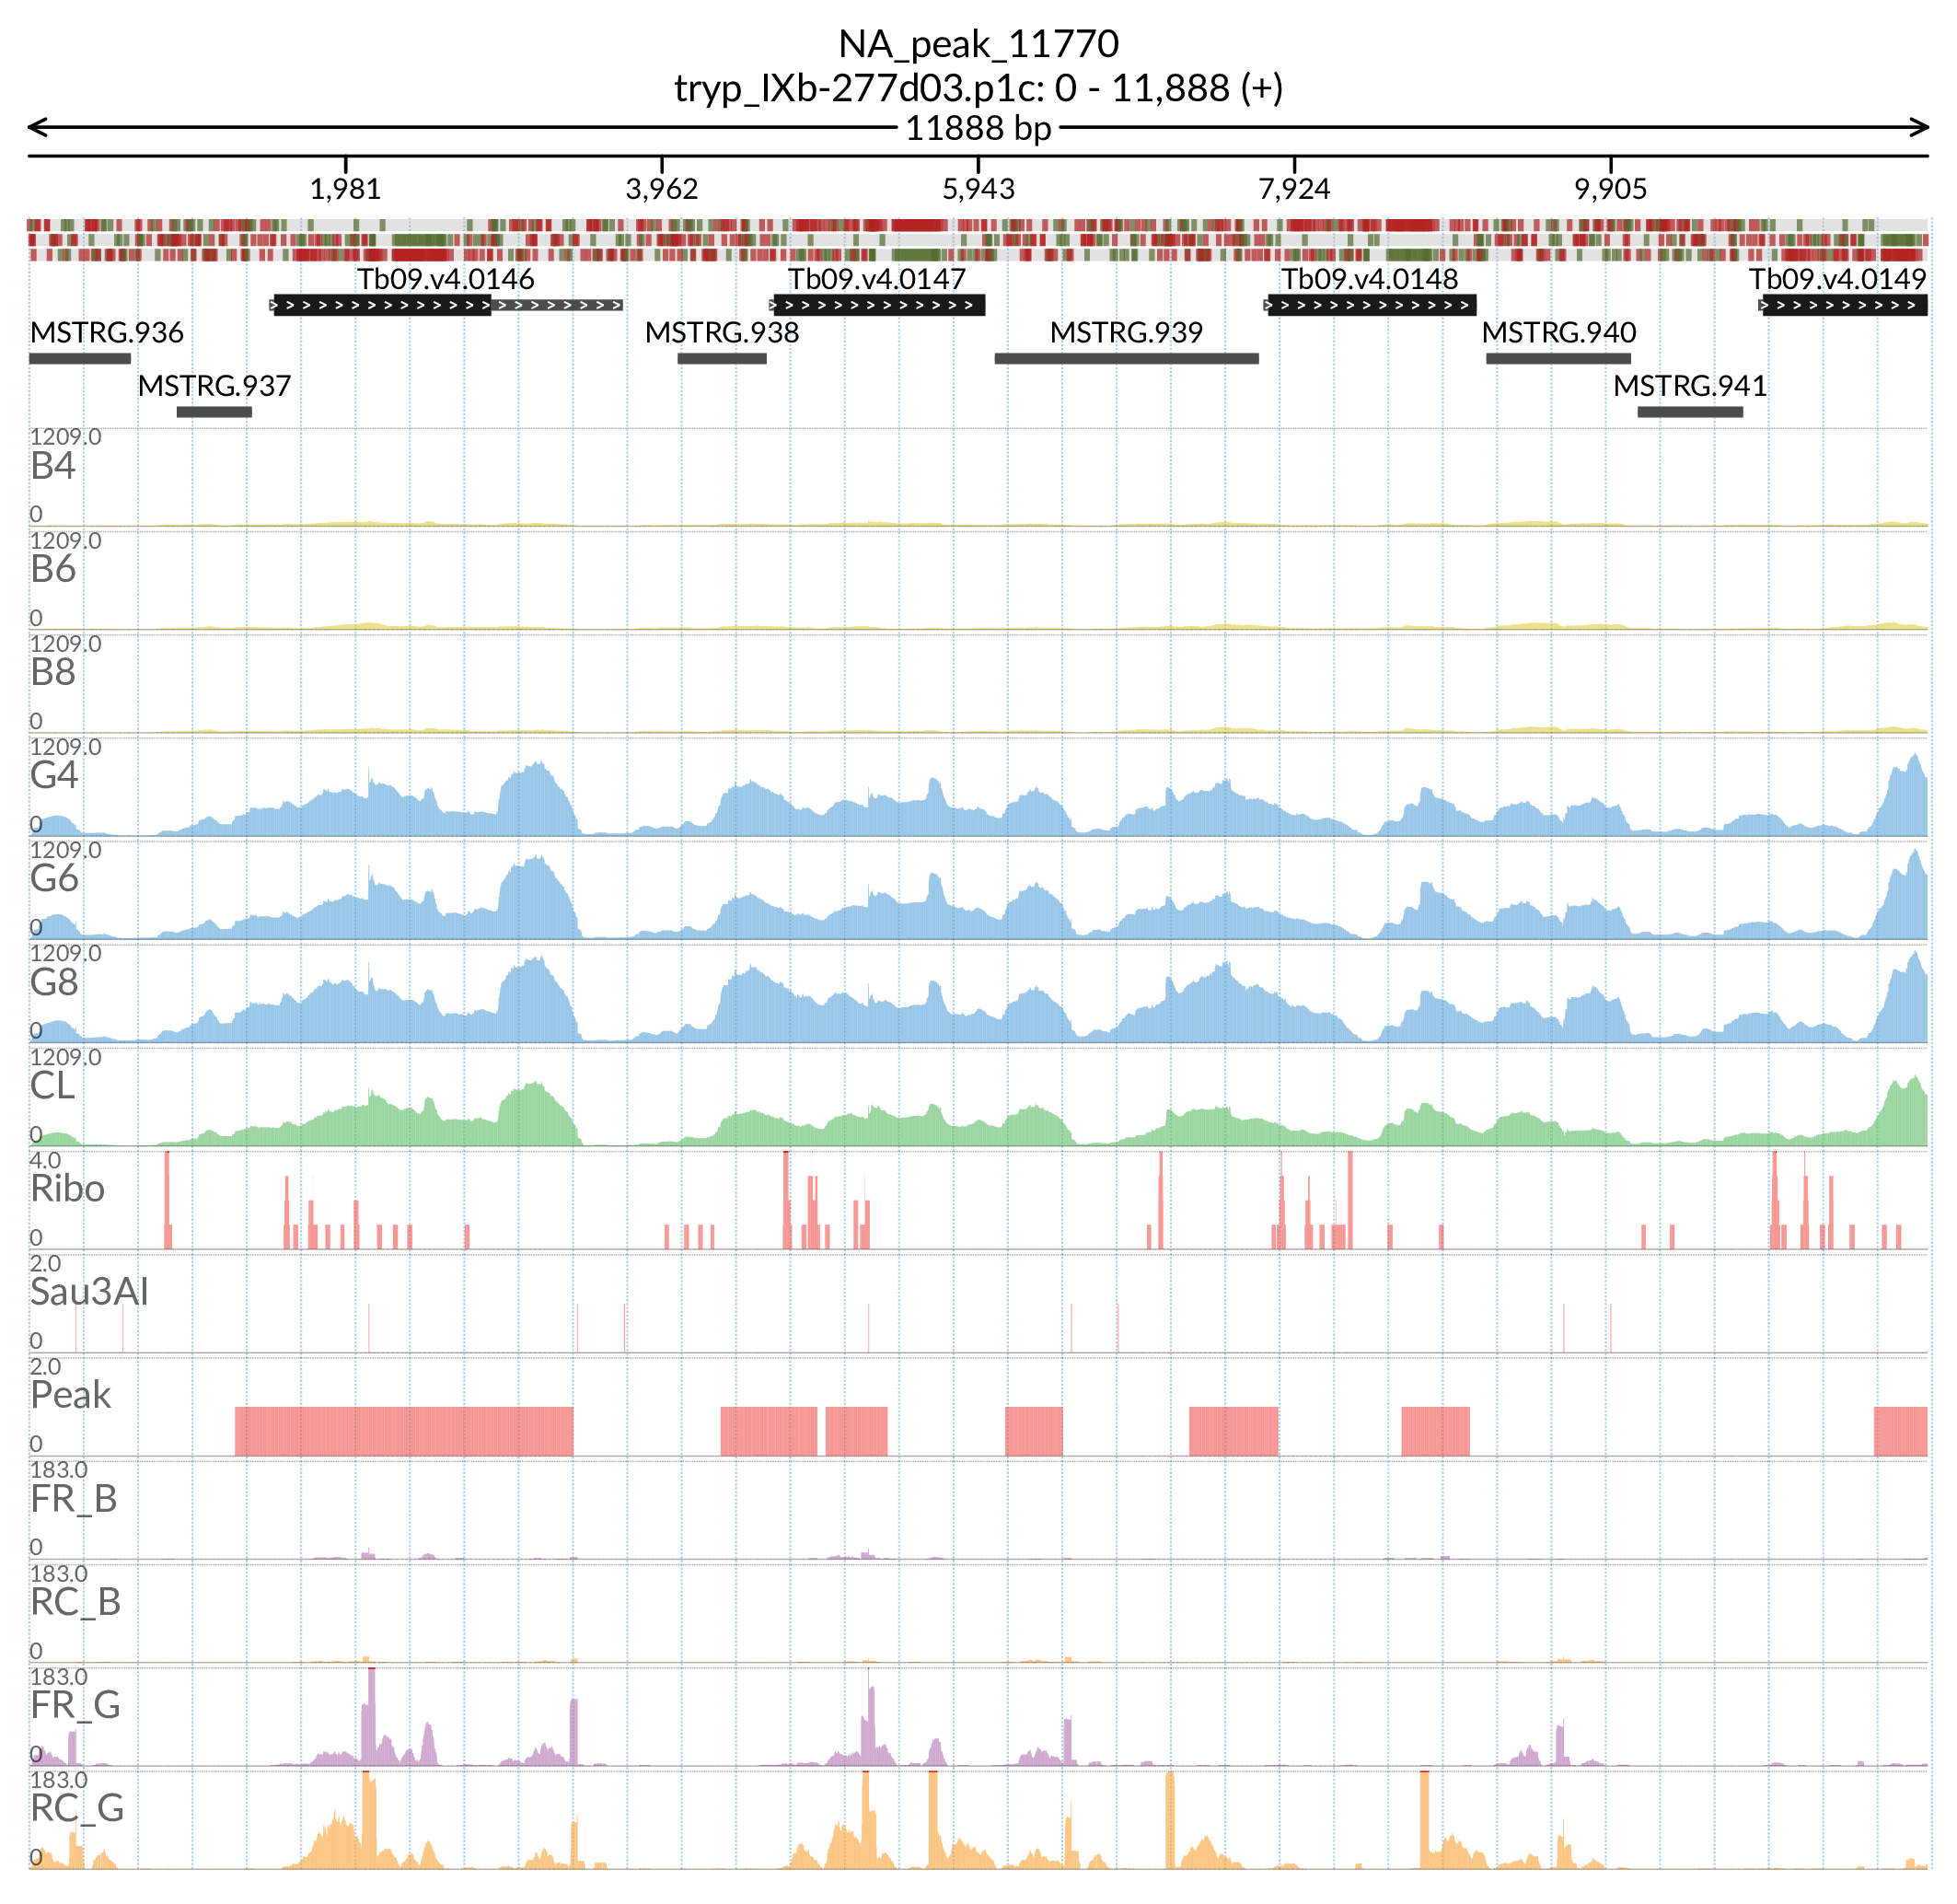 NA_peak_11770
tryp_IXb-277d03.p1c: 0 - 11,888 (+)
11888 bp
1,981 3,962 5,943 7,924 9,905
Tb09.v4.0146 Tb09.v4.0147 Tb09.v4.0148 Tb09.v4.0149
MSTRG.936 MSTRG.938 MSTRG.939 MSTRG.940
MSTRG.937 MSTRG.941
1209.0
B4
0
1209.0
B6
0
1209.0
B8
0
1209.0
G4
0
1209.0
G6
0
1209.0
G8
0
1209.0
CL
0
4.0
Ribo
0
2.0
Sau3AI
0
2.0
Peak
0
183.0
FR_B
0
183.0
RC_B
0
183.0
FR_G
0
183.0
RC_G
0